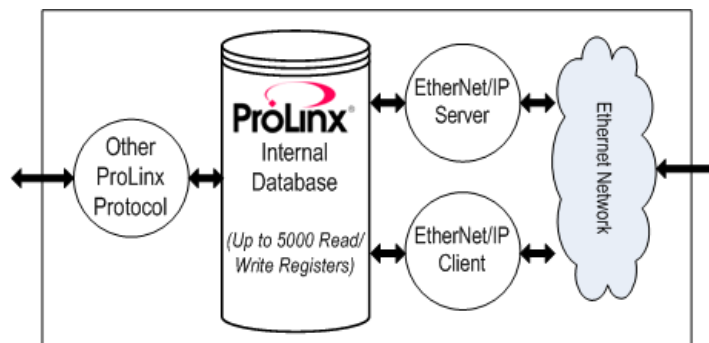 Other
ProLinx
Protocol
ProLinx®
Internal
Database
(Up to 5000 Read/
Write Registers)
EtherNet/IP
Server
EtherNet/IP
Client
Ethernet Network